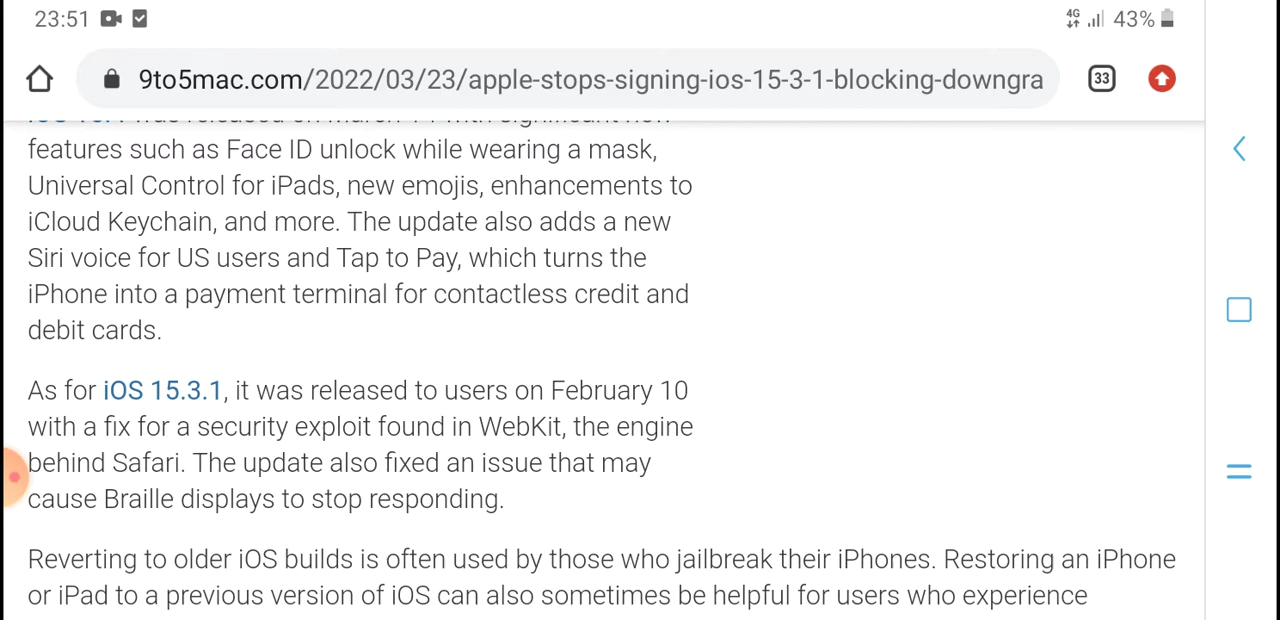 23:51 4G 43%
9to5mac.com/2022/03/23/apple-stops-signing-ios-15-3-1-blocking-downgra 33
features such as Face ID unlock while wearing a mask,
Universal Control for iPads, new emojis, enhancements to
iCloud Keychain, and more. The update also adds a new
Siri voice for US users and Tap to Pay, which turns the
iPhone into a payment terminal for contactless credit and
debit cards.
As for iOS 15.3.1, it was released to users on February 10
with a fix for a security exploit found in WebKit, the engine
behind Safari. The update also fixed an issue that may
cause Braille displays to stop responding.
Reverting to older iOS builds is often used by those who jailbreak their iPhones. Restoring an iPhone
or iPad to a previous version of iOS can also sometimes be helpful for users who experience